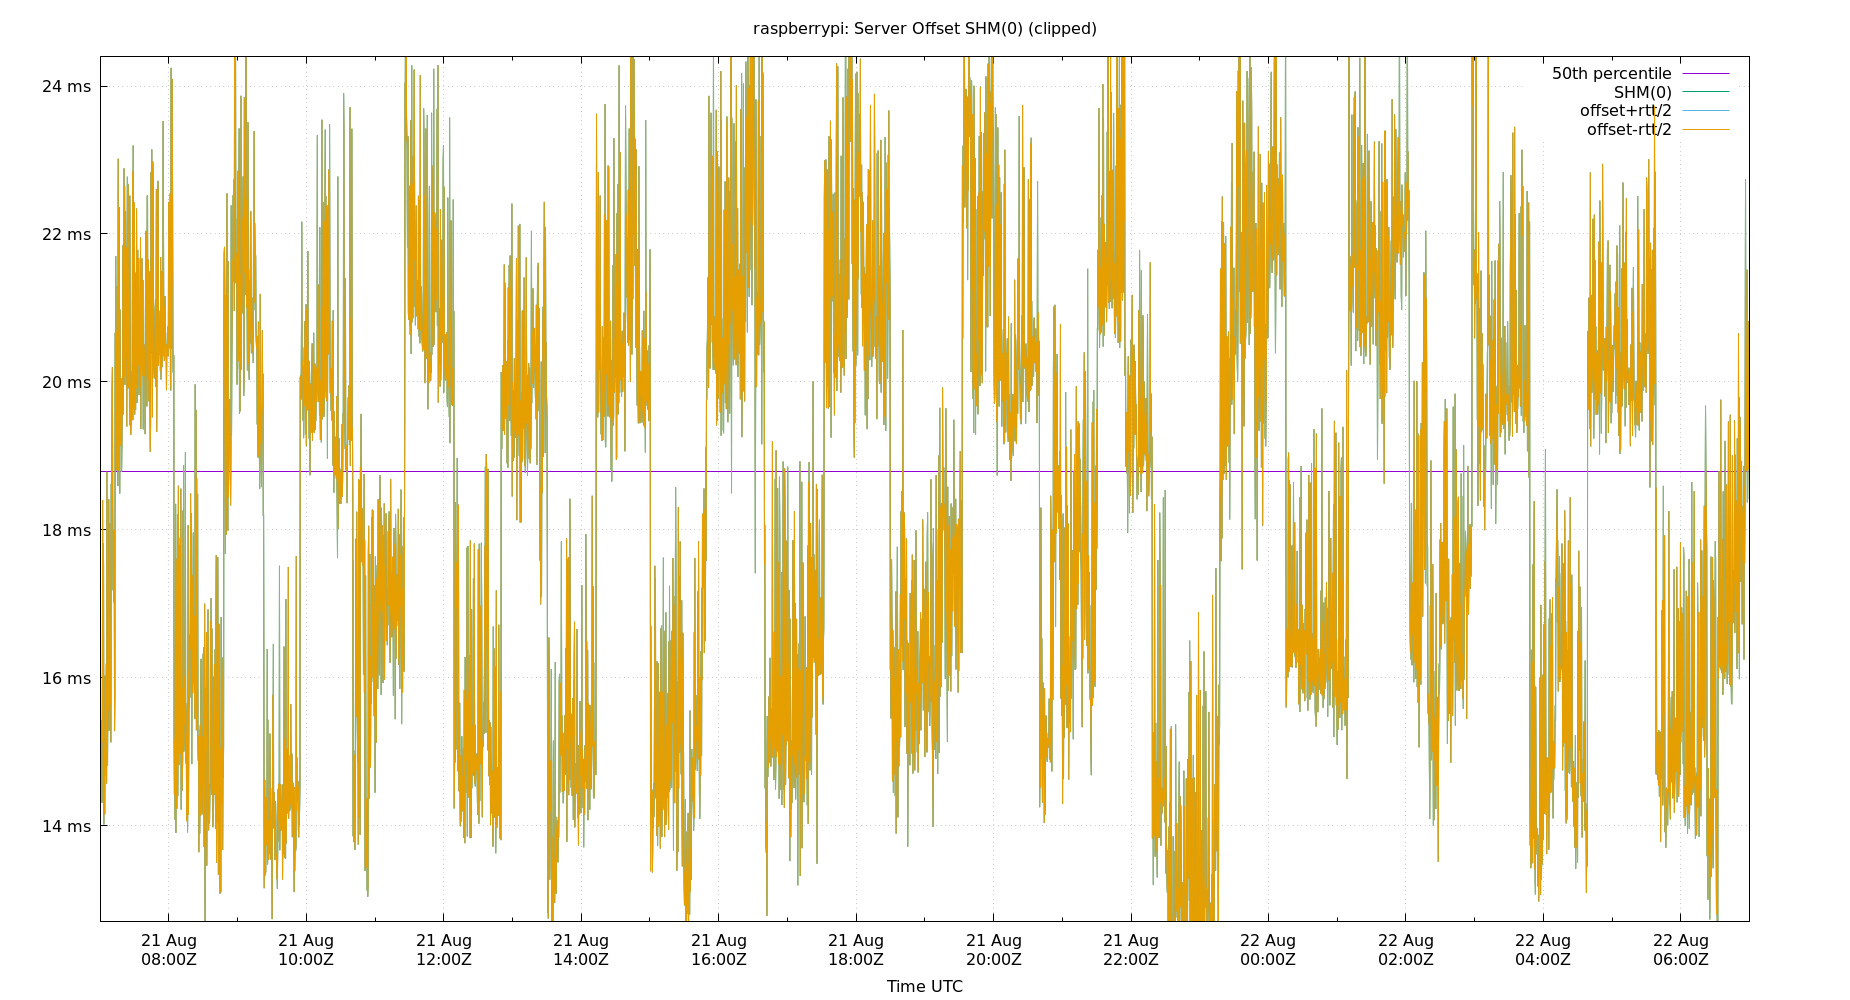 raspberrypi: Server Offset SHM(0) (clipped)
50th percentile
SHM(0)
offset+rtt/2
offset-rtt/2
24 ms
22 ms
20 ms
18 ms
16 ms
14 ms
21 Aug 21 Aug 21 Aug 21 Aug 21 Aug 21 Aug 21 Aug 21 Aug 22 Aug 22 Aug 22 Aug 22 Aug
08:00Z 10:00Z 12:00Z 14:00Z 16:00Z 18:00Z 20:00Z 22:00Z 00:00Z 02:00Z 04:00Z 06:00Z
Time UTC